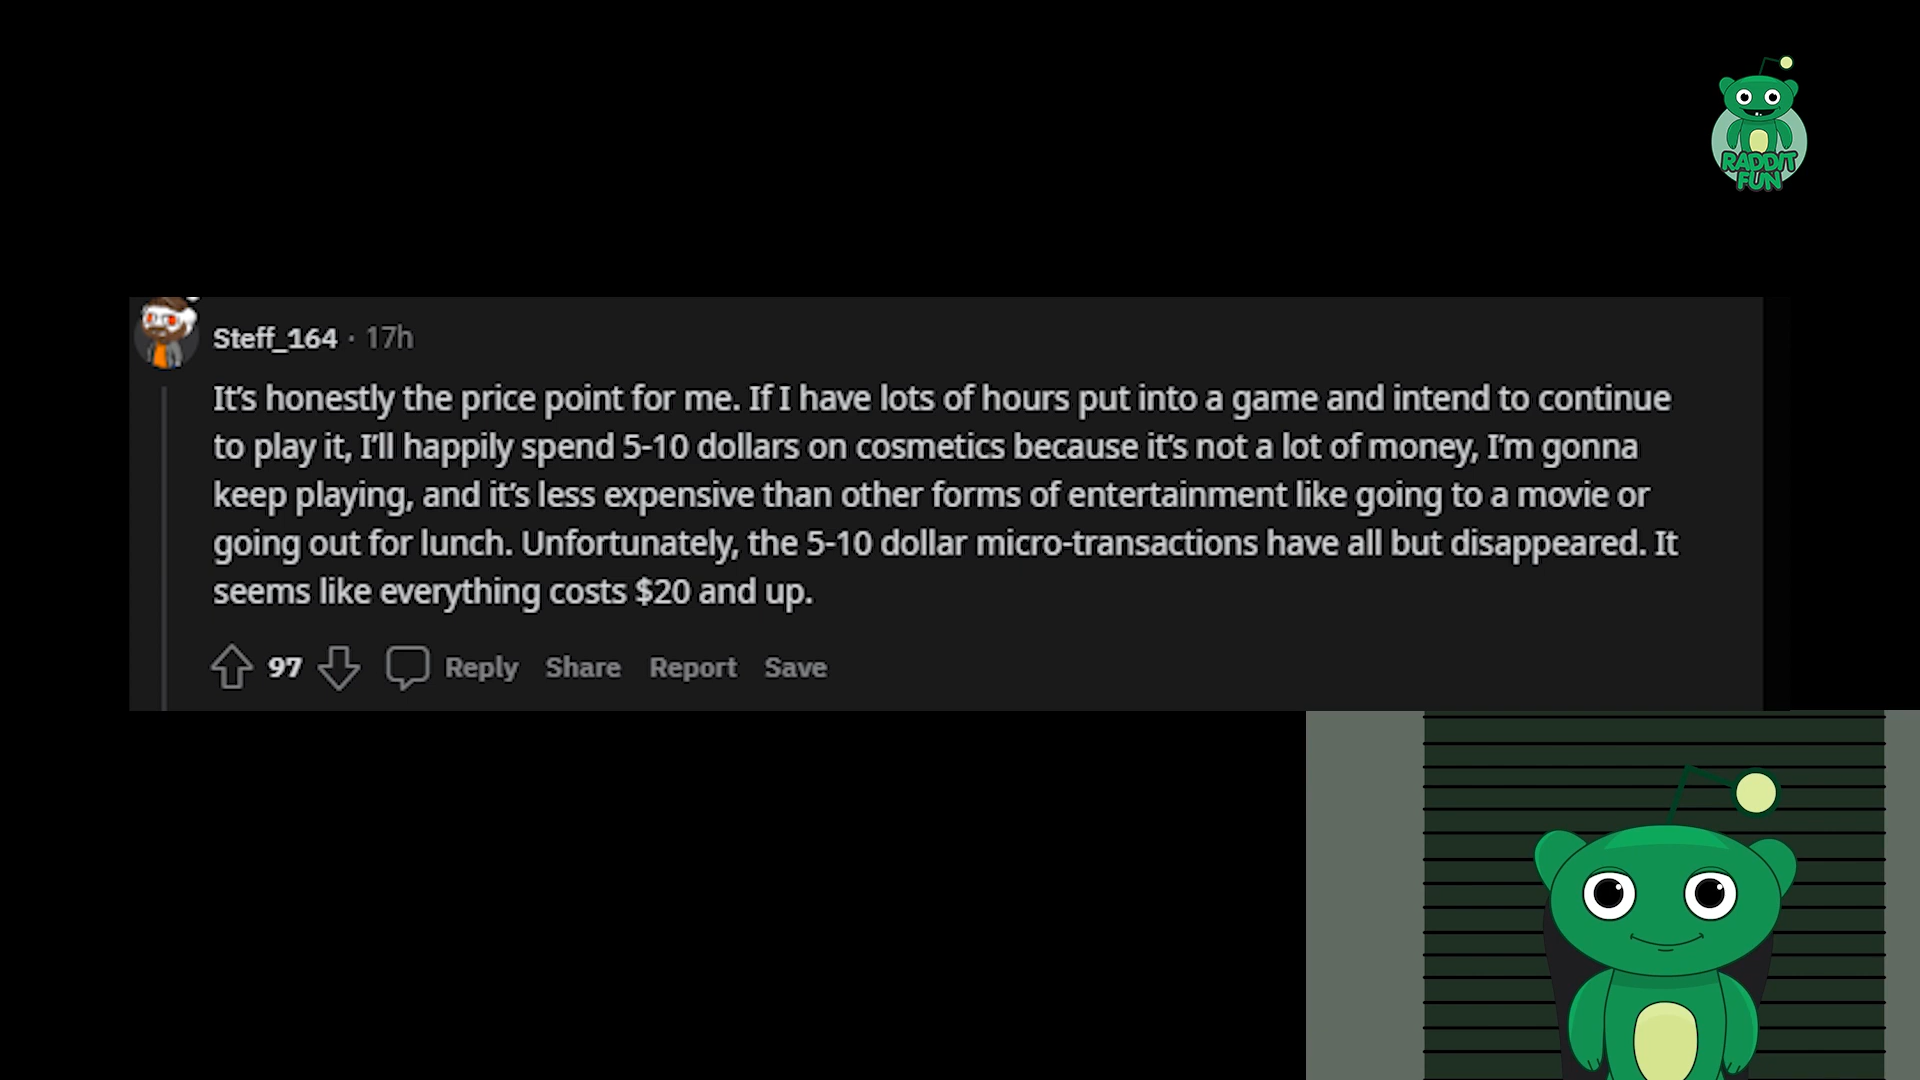 RADDIT
FUN
Steff_164 · 17h
It’s honestly the price point for me. If I have lots of hours put into a game and intend to continue
to play it, I’ll happily spend 5-10 dollars on cosmetics because it’s not a lot of money, I’m gonna
keep playing, and it’s less expensive than other forms of entertainment like going to a movie or
going out for lunch. Unfortunately, the 5-10 dollar micro-transactions have all but disappeared. It
seems like everything costs $20 and up.
97 Reply Share Report Save